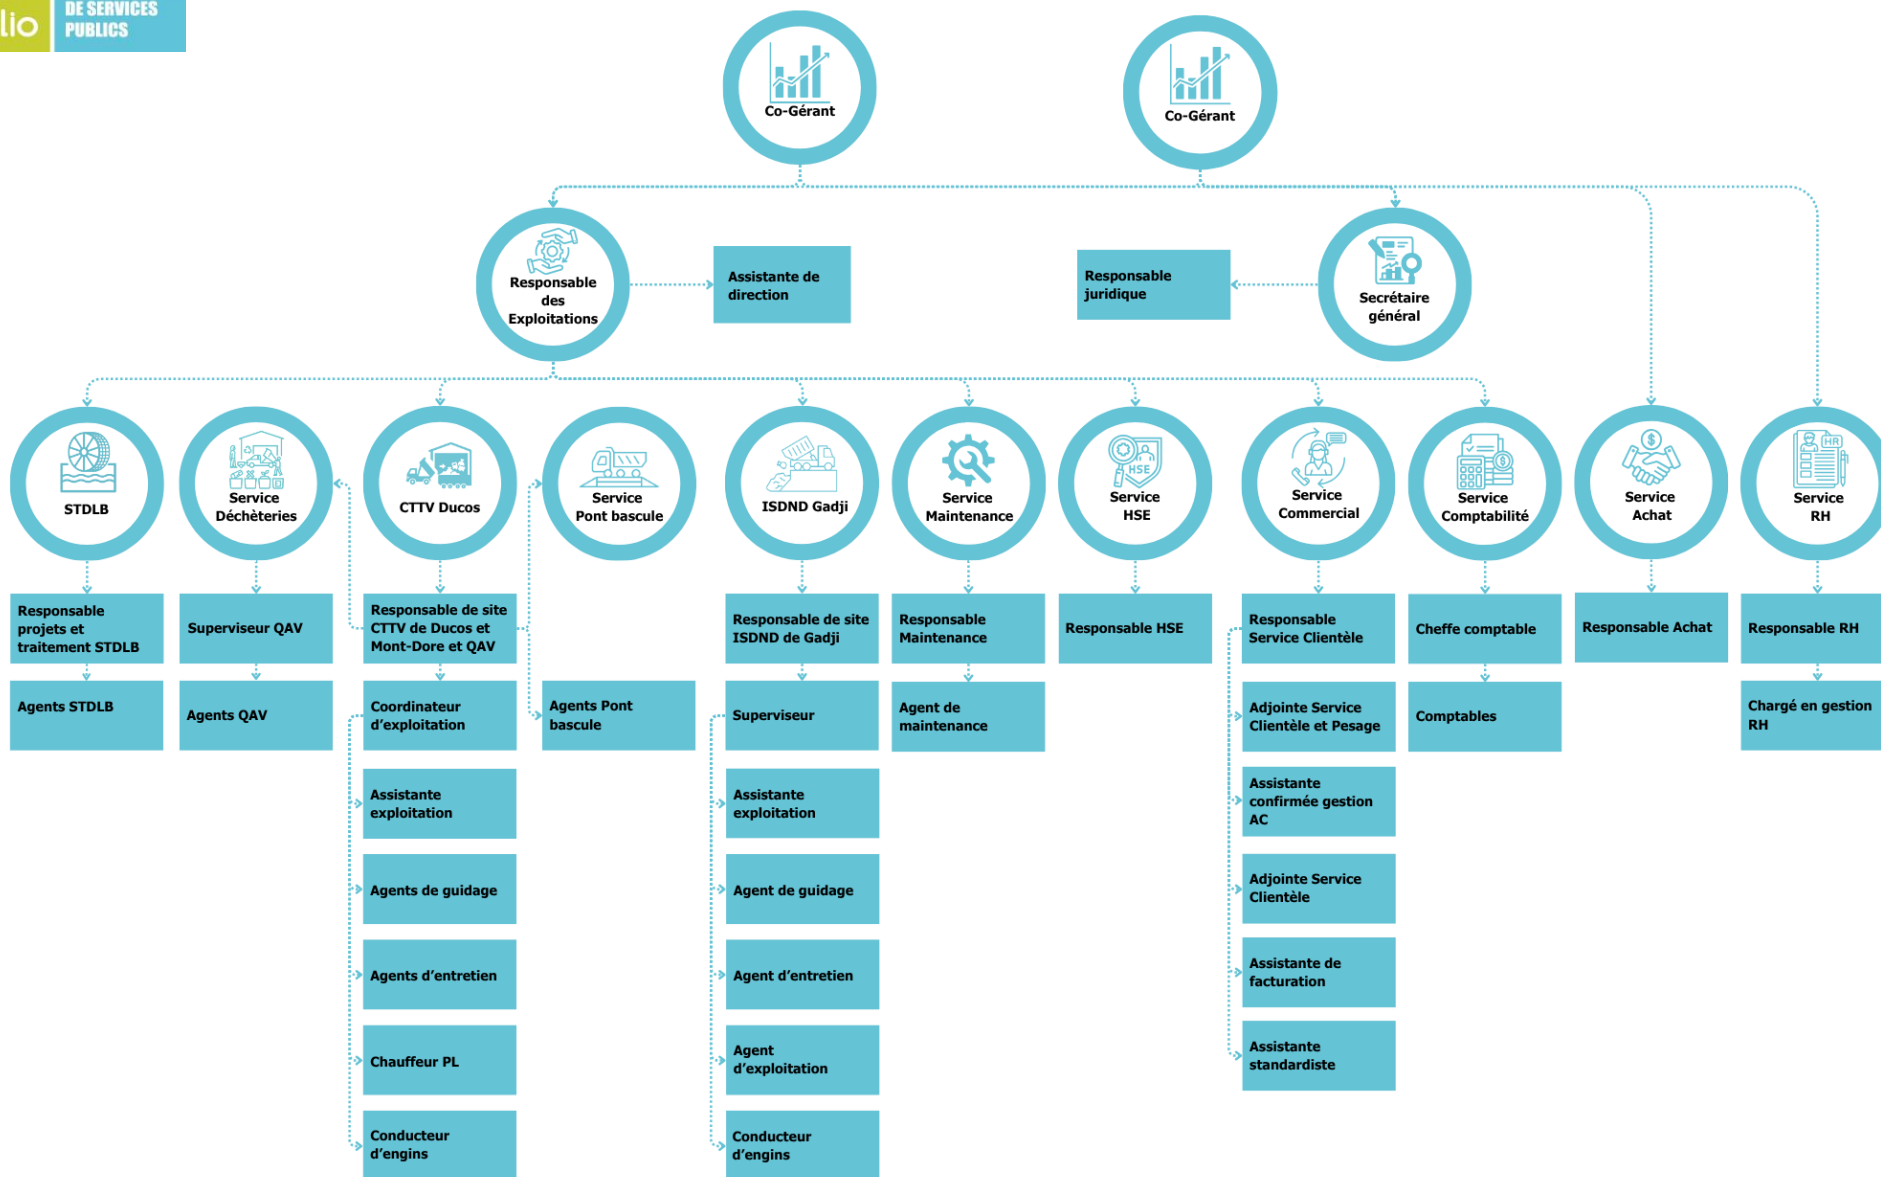 lio
DE SERVICES
PUBLICS
Co-Gérant
Co-Gérant
Responsable
des
Exploitations
Assistante de
direction
Responsable
juridique
Secrétaire
général
STDLB
Service
Déchèteries
CTTV Ducos
Service
Pont bascule
ISDND Gadji
Service
Maintenance
HSE
Service
HSE
Service
Commercial
Service
Comptabilité
Service
Achat
HR
Service
RH
Responsable
projets et
traitement STDLB
Superviseur QAV
Responsable de site
CTTV de Ducos et
Mont-Dore et QAV
Responsable de site
ISDND de Gadji
Responsable
Maintenance
Responsable HSE
Responsable
Service Clientèle
Cheffe comptable
Responsable Achat
Responsable RH
Agents STDLB
Agents QAV
Coordinateur
d’exploitation
Agents Pont
bascule
Superviseur
Agent de
maintenance
Adjointe Service
Clientèle et Pesage
Comptables
Chargé en gestion
RH
Assistante
exploitation
Assistante
exploitation
Assistante
confirmée gestion
AC
Agents de guidage
Agent de guidage
Adjointe Service
Clientèle
Agents d’entretien
Agent d’entretien
Assistante de
facturation
Chauffeur PL
Agent
d’exploitation
Assistante
standardiste
Conducteur
d’engins
Conducteur
d’engins